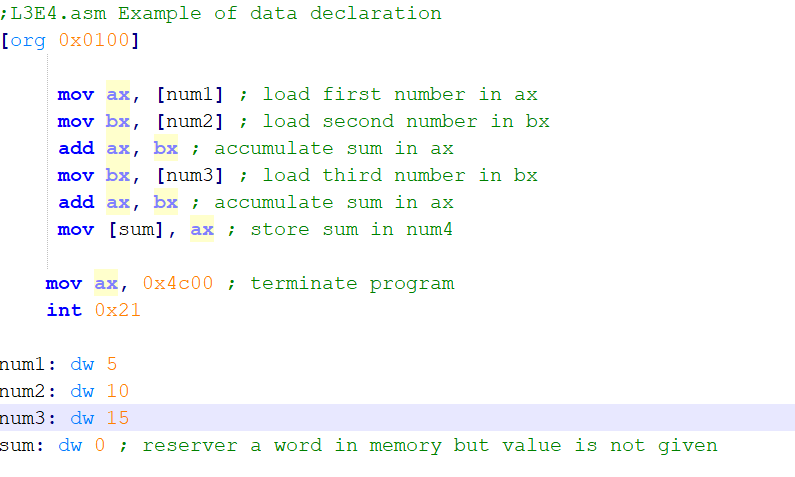 ;L3E4.asm Example of data declaration
[org 0x0100]
mov ax, [num1] ; load first number in ax
mov bx, [num2] ; load second number in bx
add ax, bx ; accumulate sum in ax
mov bx, [num3] ; load third number in bx
add ax, bx ; accumulate sum in ax
mov [sum], ax ; store sum in num4
mov ax, 0x4c00 ; terminate program
int 0x21
num1: dw 5
num2: dw 10
num3: dw 15
sum: dw 0 ; reserver a word in memory but value is not given